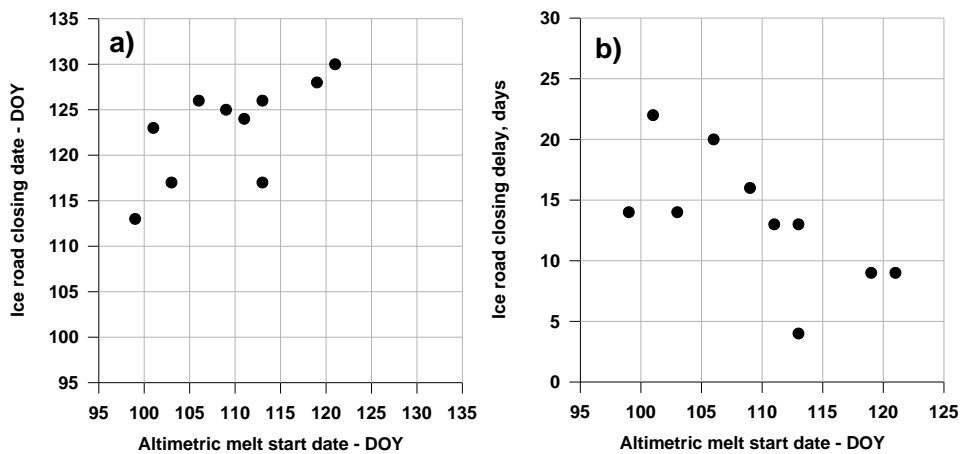 a)
135
130
125
120
115
110
105
100
95
95 100 105 110 115 120 125 130 135
Ice road closing date - DOY
Altimetric melt start date - DOY
b)
30
25
20
15
10
5
0
95 100 105 110 115 120 125
Ice road closing delay, days
Altimetric melt start date - DOY